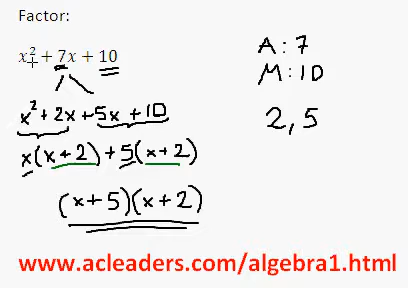 Factor:
x² + 7x + 10
x² + 2x + 5x + 10
x(x+2) + 5(x+2)
(x+5)(x+2)
A: 7
M: 10
2, 5
www.acleaders.com/algebra1.html